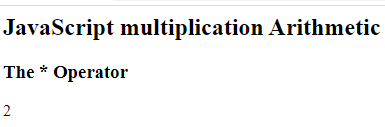 JavaScript multiplication Arithmetic
The * Operator
2